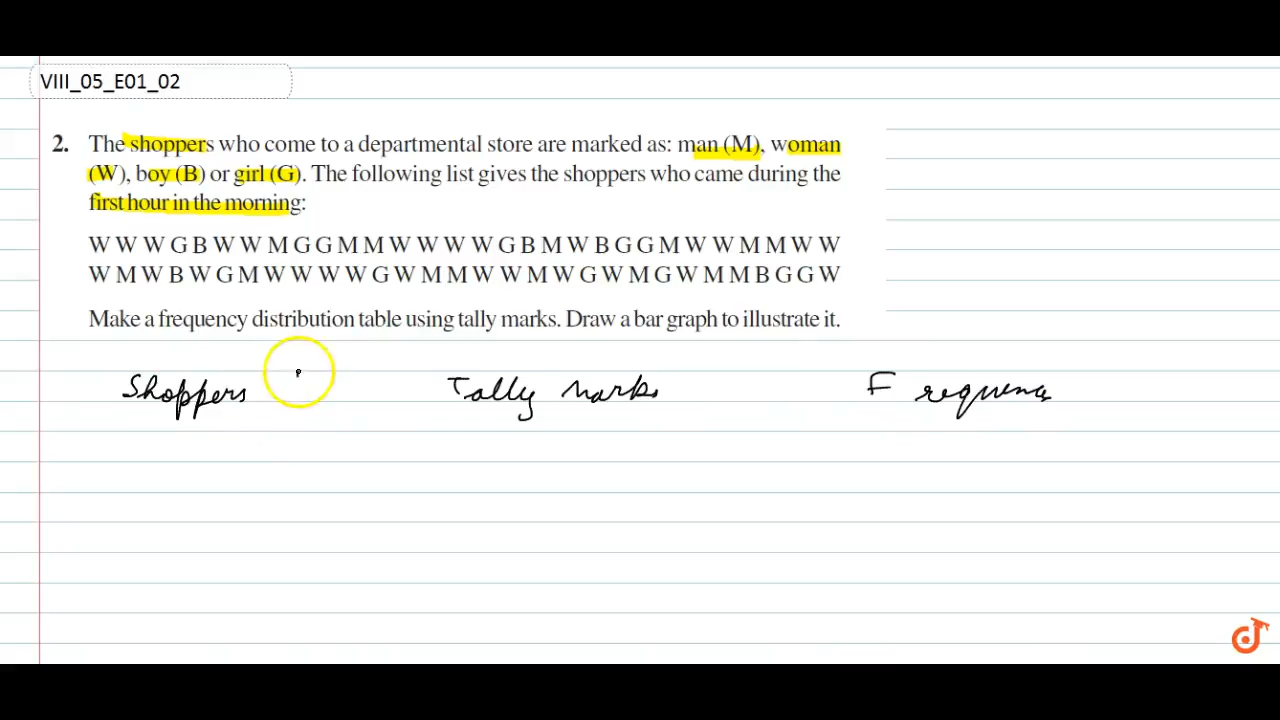 VIII_05_E01_02
2. The shoppers who come to a departmental store are marked as: man (M), woman
(W), boy (B) or girl (G). The following list gives the shoppers who came during the
first hour in the morning:
W W W G B W W M G G M M W W W W G B M W B G G M W W M M W W
W M W B W G M W W W W G W M M W W M W G W M G W M M B G G W
Make a frequency distribution table using tally marks. Draw a bar graph to illustrate it.
Shoppers Tally marks Frequenc